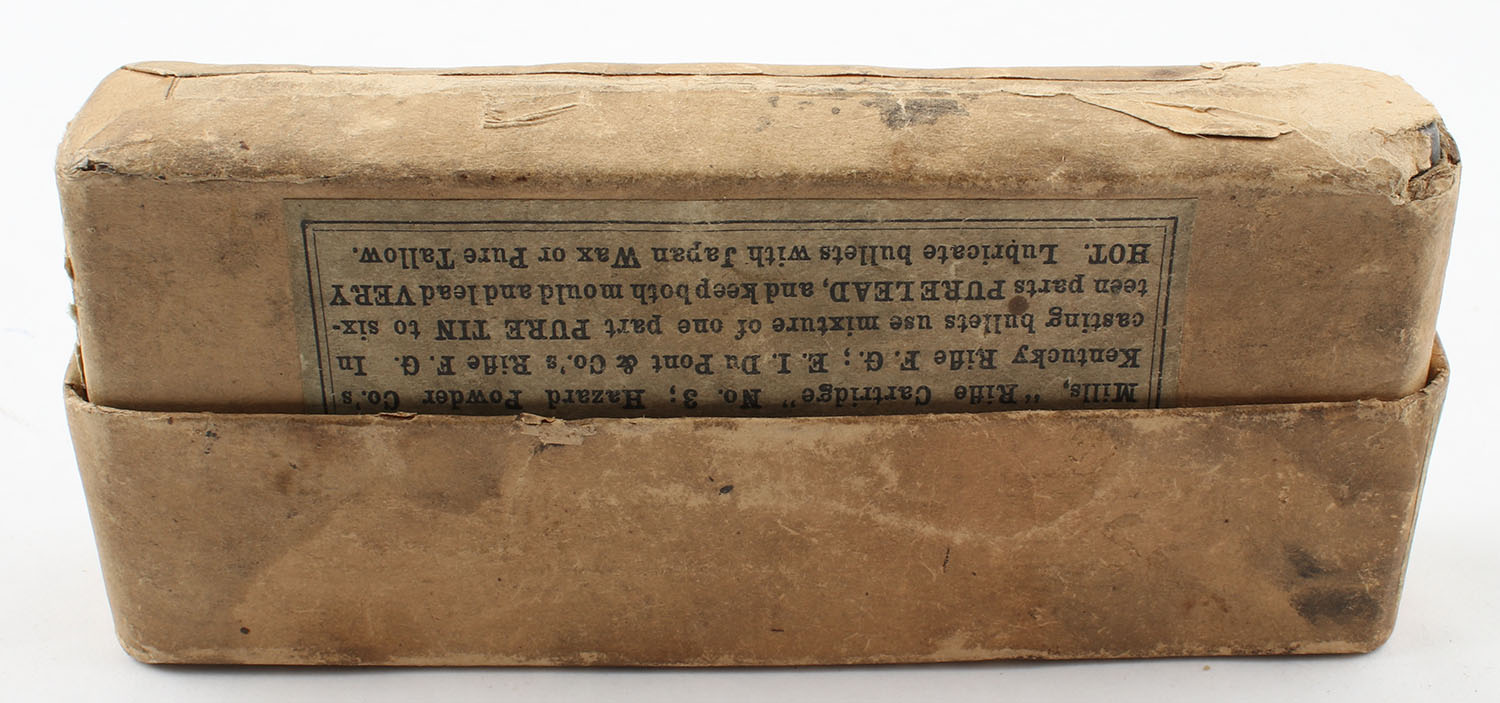 Mills, "Rifle Cartridge" No. 3; Hazard Powder Co.'s
Kentucky Rifle F. G.; E. I. Du Pont & Co.'s Rifle F. G. In
casting bullets use mixture of one part PURE TIN to six-
teen parts PURE LEAD, and keep both mould and lead VERY
HOT. Lubricate bullets with Japan Wax or Pure Tallow.